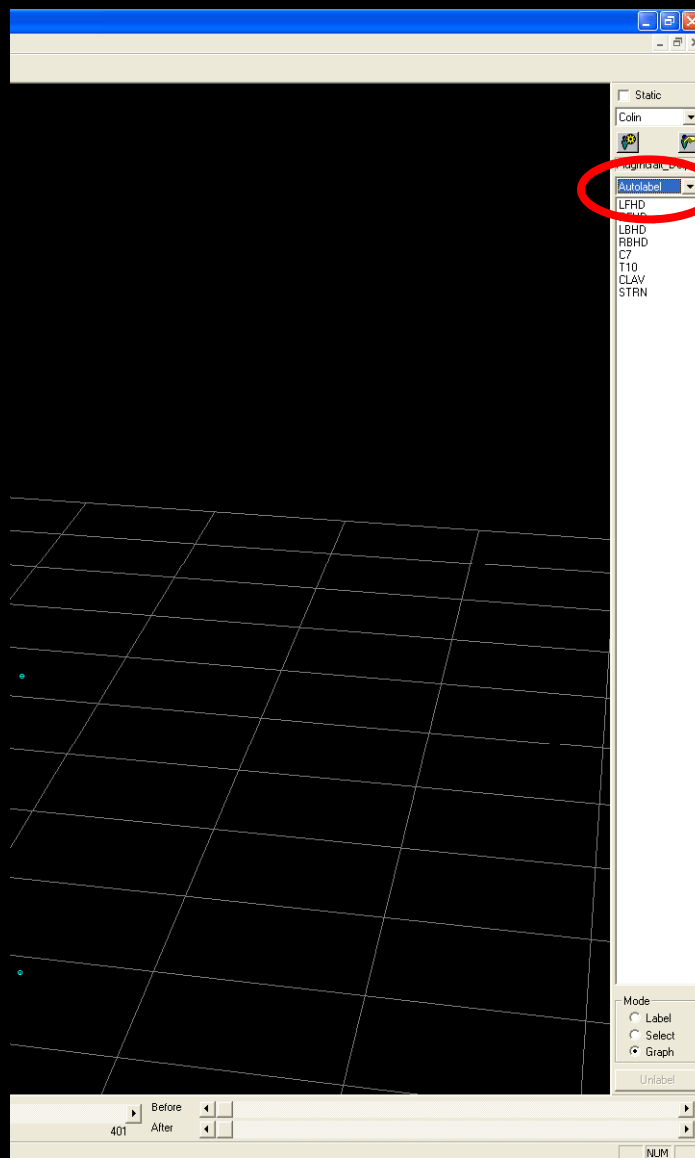 Static
Colin
Autolabel
LFHD
LBHD
RBHD
C7
T10
CLAV
STRN
Mode
Label
Select
Graph
Unlabel
Before
401
After
NUM